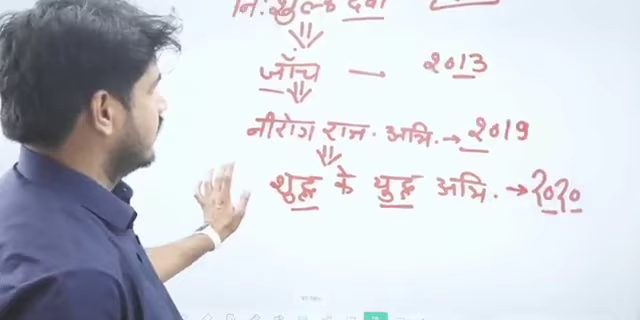 निःशुल्क दवा
जाँच — 2013
नीरोग राज. अभि. → 2019
शुद्ध के युद्ध अभि. → 2020